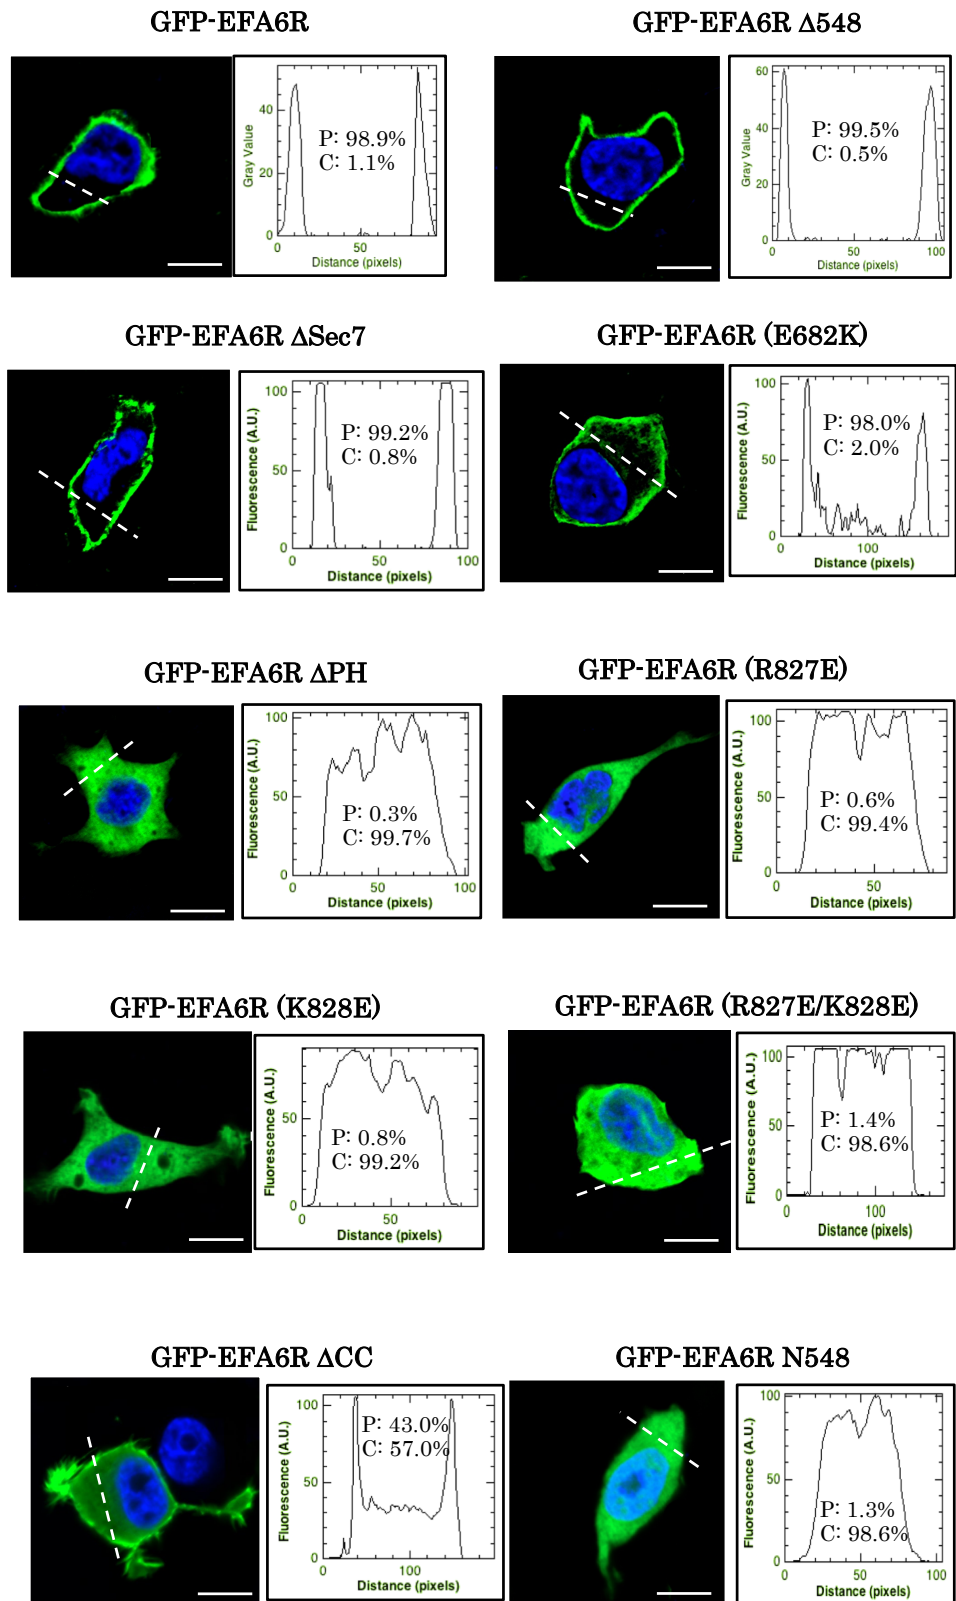 GFP-EFA6R
GFP-EFA6R Δ548
40
20
0
Gray Value
P: 98.9%
C: 1.1%
0 50
Distance (pixels)
60
40
20
0
Gray Value
P: 99.5%
C: 0.5%
0 50 100
Distance (pixels)
GFP-EFA6R ΔSec7
GFP-EFA6R (E682K)
100
50
0
Fluorescence (A.U.)
P: 99.2%
C: 0.8%
0 50 100
Distance (pixels)
100
50
0
Fluorescence (A.U.)
P: 98.0%
C: 2.0%
0 100
Distance (pixels)
GFP-EFA6R ΔPH
GFP-EFA6R (R827E)
100
50
0
Fluorescence (A.U.)
P: 0.3%
C: 99.7%
0 50 100
Distance (pixels)
100
50
0
Fluorescence (A.U.)
P: 0.6%
C: 99.4%
0 50
Distance (pixels)
GFP-EFA6R (K828E)
GFP-EFA6R (R827E/K828E)
50
0
Fluorescence (A.U.)
P: 0.8%
C: 99.2%
0 50
Distance (pixels)
100
50
0
Fluorescence (A.U.)
P: 1.4%
C: 98.6%
0 100
Distance (pixels)
GFP-EFA6R ΔCC
GFP-EFA6R N548
100
50
0
Fluorescence (A.U.)
P: 43.0%
C: 57.0%
0 100
Distance (pixels)
100
50
0
Fluorescence (A.U.)
P: 1.3%
C: 98.6%
0 50 100
Distance (pixels)